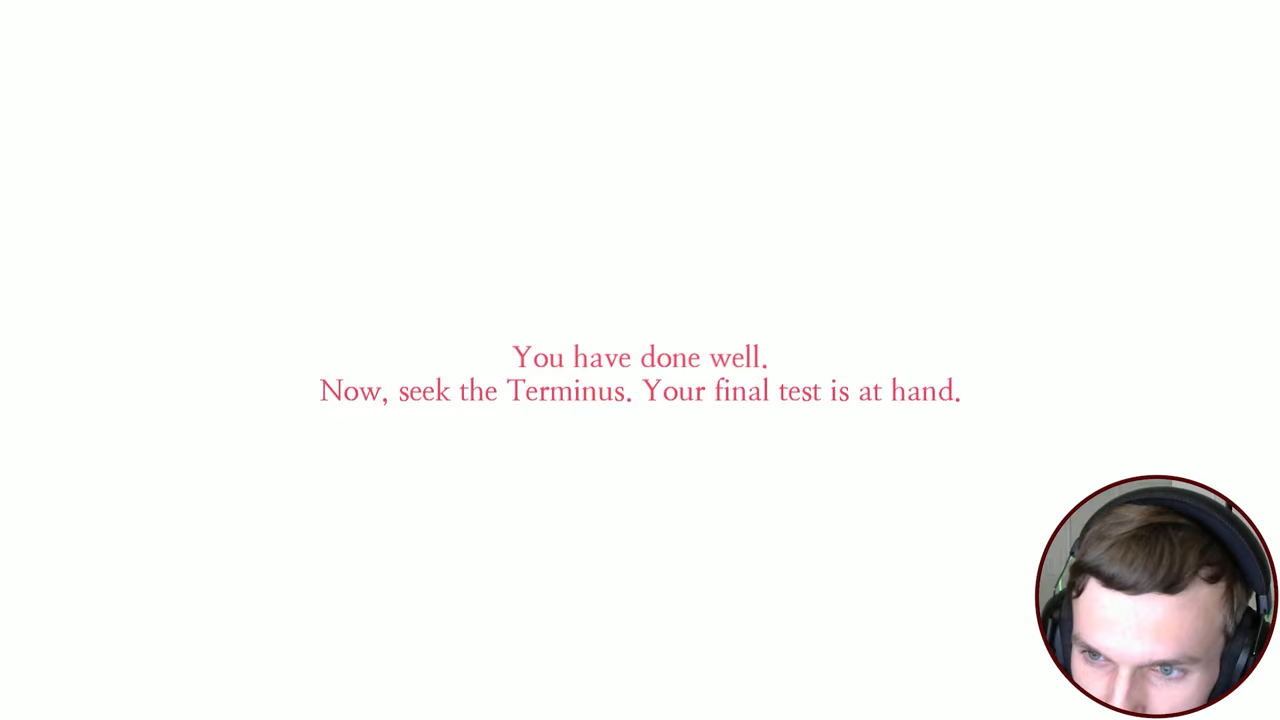 You have done well.
Now, seek the Terminus. Your final test is at hand.